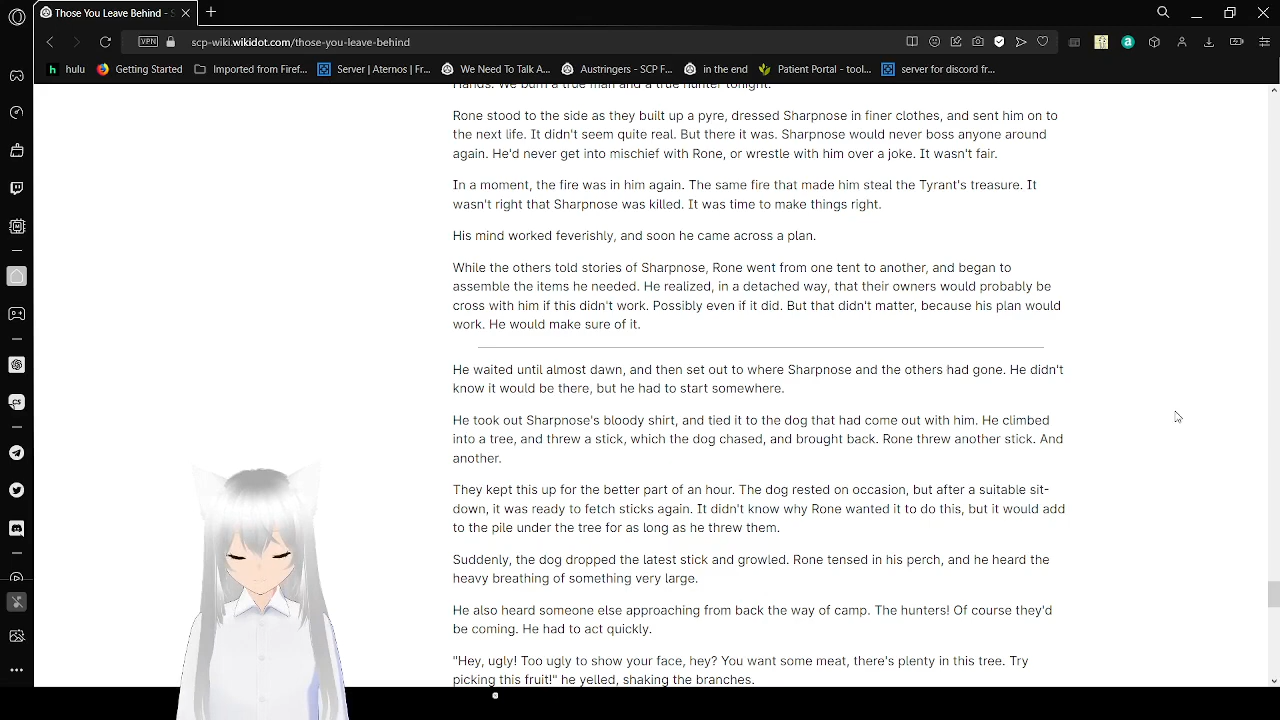 Those You Leave Behind - S
scp-wiki.wikidot.com/those-you-leave-behind
VPN
hulu
Getting Started
Imported from Firef...
Server | Aternos | Fr...
We Need To Talk A...
Austringers - SCP F...
in the end
Patient Portal - tool...
server for discord fr...
Hands. We burn a true man and a true hunter tonight.
Rone stood to the side as they built up a pyre, dressed Sharpnose in finer clothes, and sent him on to
the next life. It didn't seem quite real. But there it was. Sharpnose would never boss anyone around
again. He'd never get into mischief with Rone, or wrestle with him over a joke. It wasn't fair.
In a moment, the fire was in him again. The same fire that made him steal the Tyrant's treasure. It
wasn't right that Sharpnose was killed. It was time to make things right.
His mind worked feverishly, and soon he came across a plan.
While the others told stories of Sharpnose, Rone went from one tent to another, and began to
assemble the items he needed. He realized, in a detached way, that their owners would probably be
cross with him if this didn't work. Possibly even if it did. But that didn't matter, because his plan would
work. He would make sure of it.
He waited until almost dawn, and then set out to where Sharpnose and the others had gone. He didn't
know it would be there, but he had to start somewhere.
He took out Sharpnose's bloody shirt, and tied it to the dog that had come out with him. He climbed
into a tree, and threw a stick, which the dog chased, and brought back. Rone threw another stick. And
another.
They kept this up for the better part of an hour. The dog rested on occasion, but after a suitable sit-
down, it was ready to fetch sticks again. It didn't know why Rone wanted it to do this, but it would add
to the pile under the tree for as long as he threw them.
Suddenly, the dog dropped the latest stick and growled. Rone tensed in his perch, and he heard the
heavy breathing of something very large.
He also heard someone else approaching from back the way of camp. The hunters! Of course they'd
be coming. He had to act quickly.
"Hey, ugly! Too ugly to show your face, hey? You want some meat, there's plenty in this tree. Try
picking this fruit!" he yelled, shaking the branches.